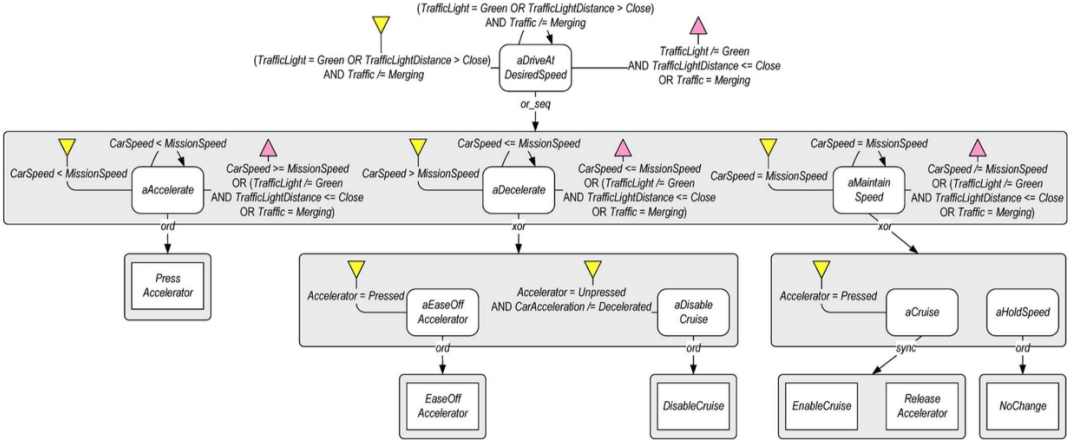 (TrafficLight = Green OR TrafficLightDistance > Close)
AND Traffic /= Merging
(TrafficLight = Green OR TrafficLightDistance > Close)
AND Traffic /= Merging
aDriveAt
DesiredSpeed
TrafficLight /= Green
AND TrafficLightDistance <= Close
OR Traffic = Merging
or_seq
CarSpeed < MissionSpeed
CarSpeed < MissionSpeed
aAccelerate
CarSpeed >= MissionSpeed
OR (TrafficLight /= Green
AND TrafficLightDistance <= Close
OR Traffic = Merging)
CarSpeed <= MissionSpeed
CarSpeed > MissionSpeed
aDecelerate
CarSpeed <= MissionSpeed
OR (TrafficLight /= Green
AND TrafficLightDistance <= Close
OR Traffic = Merging)
CarSpeed = MissionSpeed
CarSpeed = MissionSpeed
aMaintain
Speed
CarSpeed /= MissionSpeed
OR (TrafficLight /= Green
AND TrafficLightDistance <= Close
OR Traffic = Merging)
ord
xor
xor
Press
Accelerator
Accelerator = Pressed
aEaseOff
Accelerator
Accelerator = Unpressed
AND CarAcceleration /= Decelerated
aDisable
Cruise
Accelerator = Pressed
aCruise
aHoldSpeed
ord
ord
sync
ord
EaseOff
Accelerator
DisableCruise
EnableCruise
Release
Accelerator
NoChange